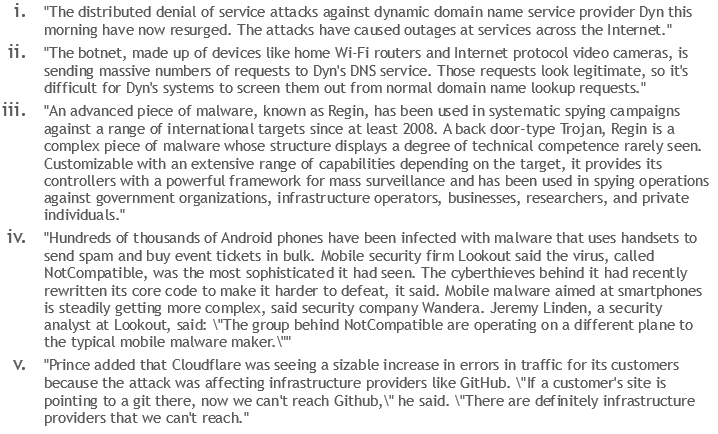 i. "The distributed denial of service attacks against dynamic domain name service provider Dyn this
morning have now resurged. The attacks have caused outages at services across the Internet."
ii. "The botnet, made up of devices like home Wi-Fi routers and Internet protocol video cameras, is
sending massive numbers of requests to Dyn's DNS service. Those requests look legitimate, so it's
difficult for Dyn's systems to screen them out from normal domain name lookup requests."
iii. "An advanced piece of malware, known as Regin, has been used in systematic spying campaigns
against a range of international targets since at least 2008. A back door-type Trojan, Regin is a
complex piece of malware whose structure displays a degree of technical competence rarely seen.
Customizable with an extensive range of capabilities depending on the target, it provides its
controllers with a powerful framework for mass surveillance and has been used in spying operations
against government organizations, infrastructure operators, businesses, researchers, and private
individuals."
iv. "Hundreds of thousands of Android phones have been infected with malware that uses handsets to
send spam and buy event tickets in bulk. Mobile security firm Lookout said the virus, called
NotCompatible, was the most sophisticated it had seen. The cyberthieves behind it had recently
rewritten its core code to make it harder to defeat, it said. Mobile malware aimed at smartphones
is steadily getting more complex, said security company Wandera. Jeremy Linden, a security
analyst at Lookout, said: \"The group behind NotCompatible are operating on a different plane to
the typical mobile malware maker.\""
v. "Prince added that Cloudflare was seeing a sizable increase in errors in traffic for its customers
because the attack was affecting infrastructure providers like GitHub. \"If a customer's site is
pointing to a git there, now we can't reach Github,\" he said. \"There are definitely infrastructure
providers that we can't reach."